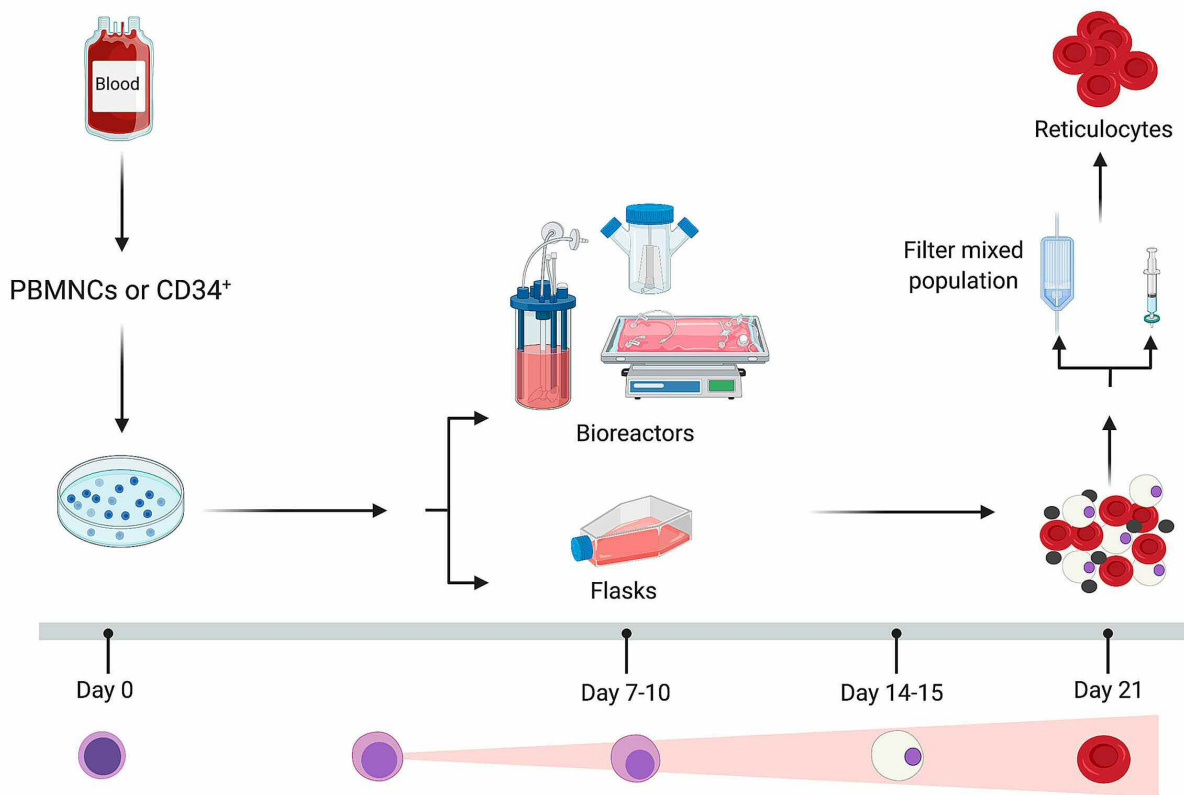 Blood
Reticulocytes
Filter mixed
population
PBMNCs or CD34⁺
Bioreactors
Flasks
Day 0
Day 7-10
Day 14-15
Day 21